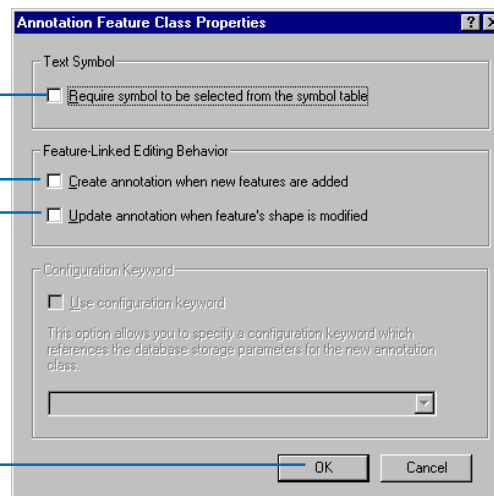 Annotation Feature Class Properties
Text Symbol
Require symbol to be selected from the symbol table
Feature-Linked Editing Behavior
Create annotation when new features are added
Update annotation when feature's shape is modified
Configuration Keyword
Use configuration keyword
This option allows you to specify a configuration keyword which
references the database storage parameters for the new annotation
class.
OK Cancel